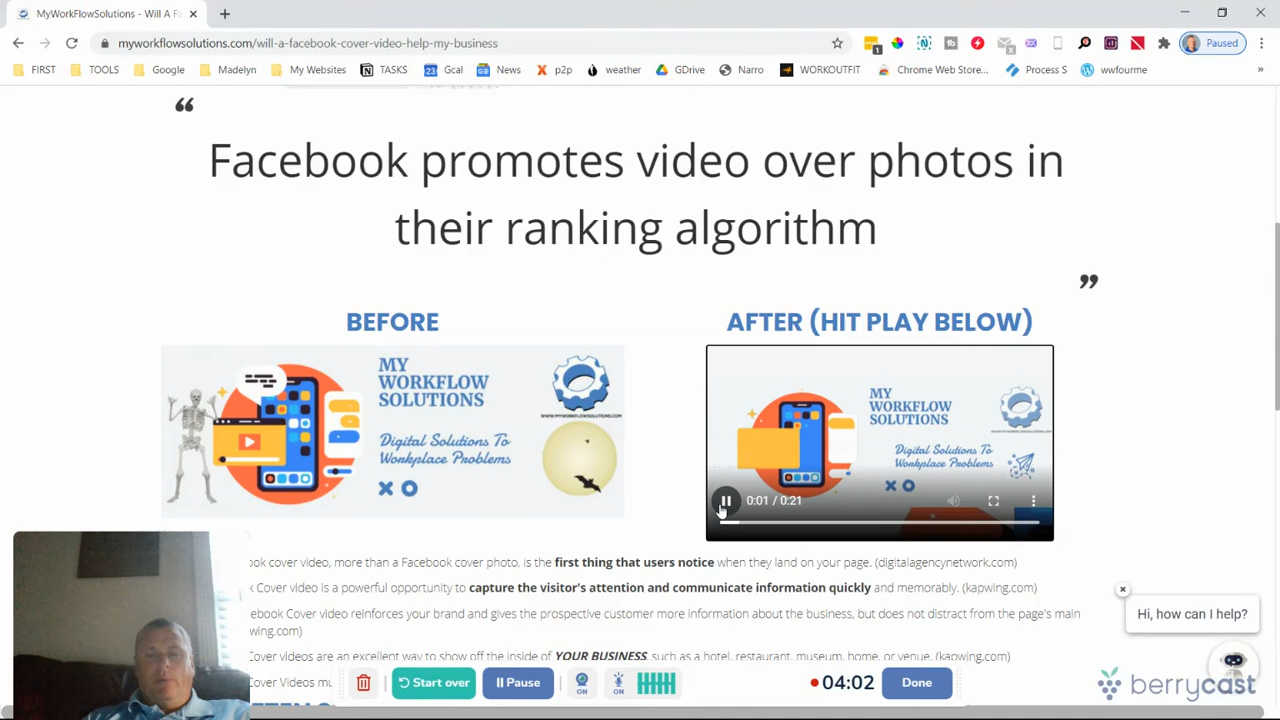 MyWorkFlowSolutions - Will A Fa
myworkflowsolutions.com/will-a-facebook-cover-video-help-my-business
1
Paused
FIRST
TOOLS
Google
Madelyn
My Websites
TASKS
Gcal
News
p2p
weather
GDrive
Narro
WORKOUTFIT
Chrome Web Store...
Process S
wwfourme
»
“
Facebook promotes video over photos in
their ranking algorithm
”
BEFORE
AFTER (HIT PLAY BELOW)
MY
WORKFLOW
SOLUTIONS
WWW.MYWORKFLOWSOLUTIONS.COM
Digital Solutions To
Workplace Problems
MY
WORKFLOW
SOLUTIONS
WWW.MYWORKFLOWSOLUTIONS.COM
Digital Solutions To
Workplace Problems
0:01 / 0:21
ook cover video, more than a Facebook cover photo, is the first thing that users notice when they land on your page. (digitalagencynetwork.com)
k Cover video is a powerful opportunity to capture the visitor's attention and communicate information quickly and memorably. (kapwing.com)
ebook Cover video reinforces your brand and gives the prospective customer more information about the business, but does not distract from the page's main
wing.com)
Cover videos are an excellent way to show off the inside of YOUR BUSINESS, such as a hotel, restaurant, museum, home, or venue. (kapwing.com)
Cover Videos mu
Hi, how can I help?
Start over
Pause
ON
ON
04:02
Done
berrycast